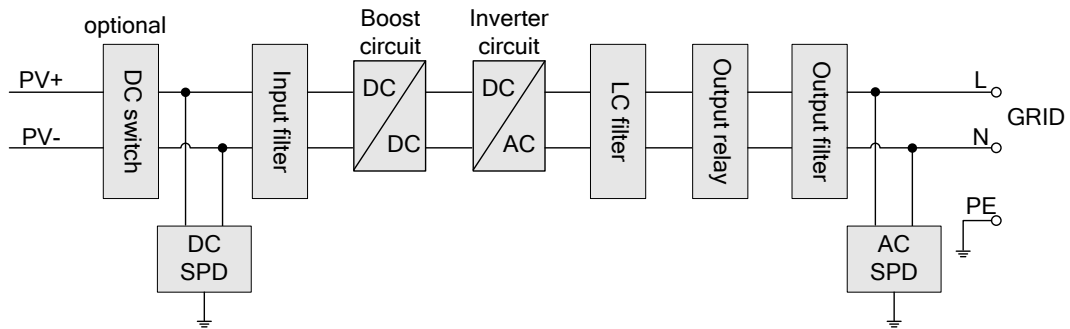 optional
Boost
circuit
Inverter
circuit
PV+
PV-
DC switch
Input filter
DC
DC
DC
AC
LC filter
Output relay
Output filter
L
N
GRID
PE
DC
SPD
AC
SPD